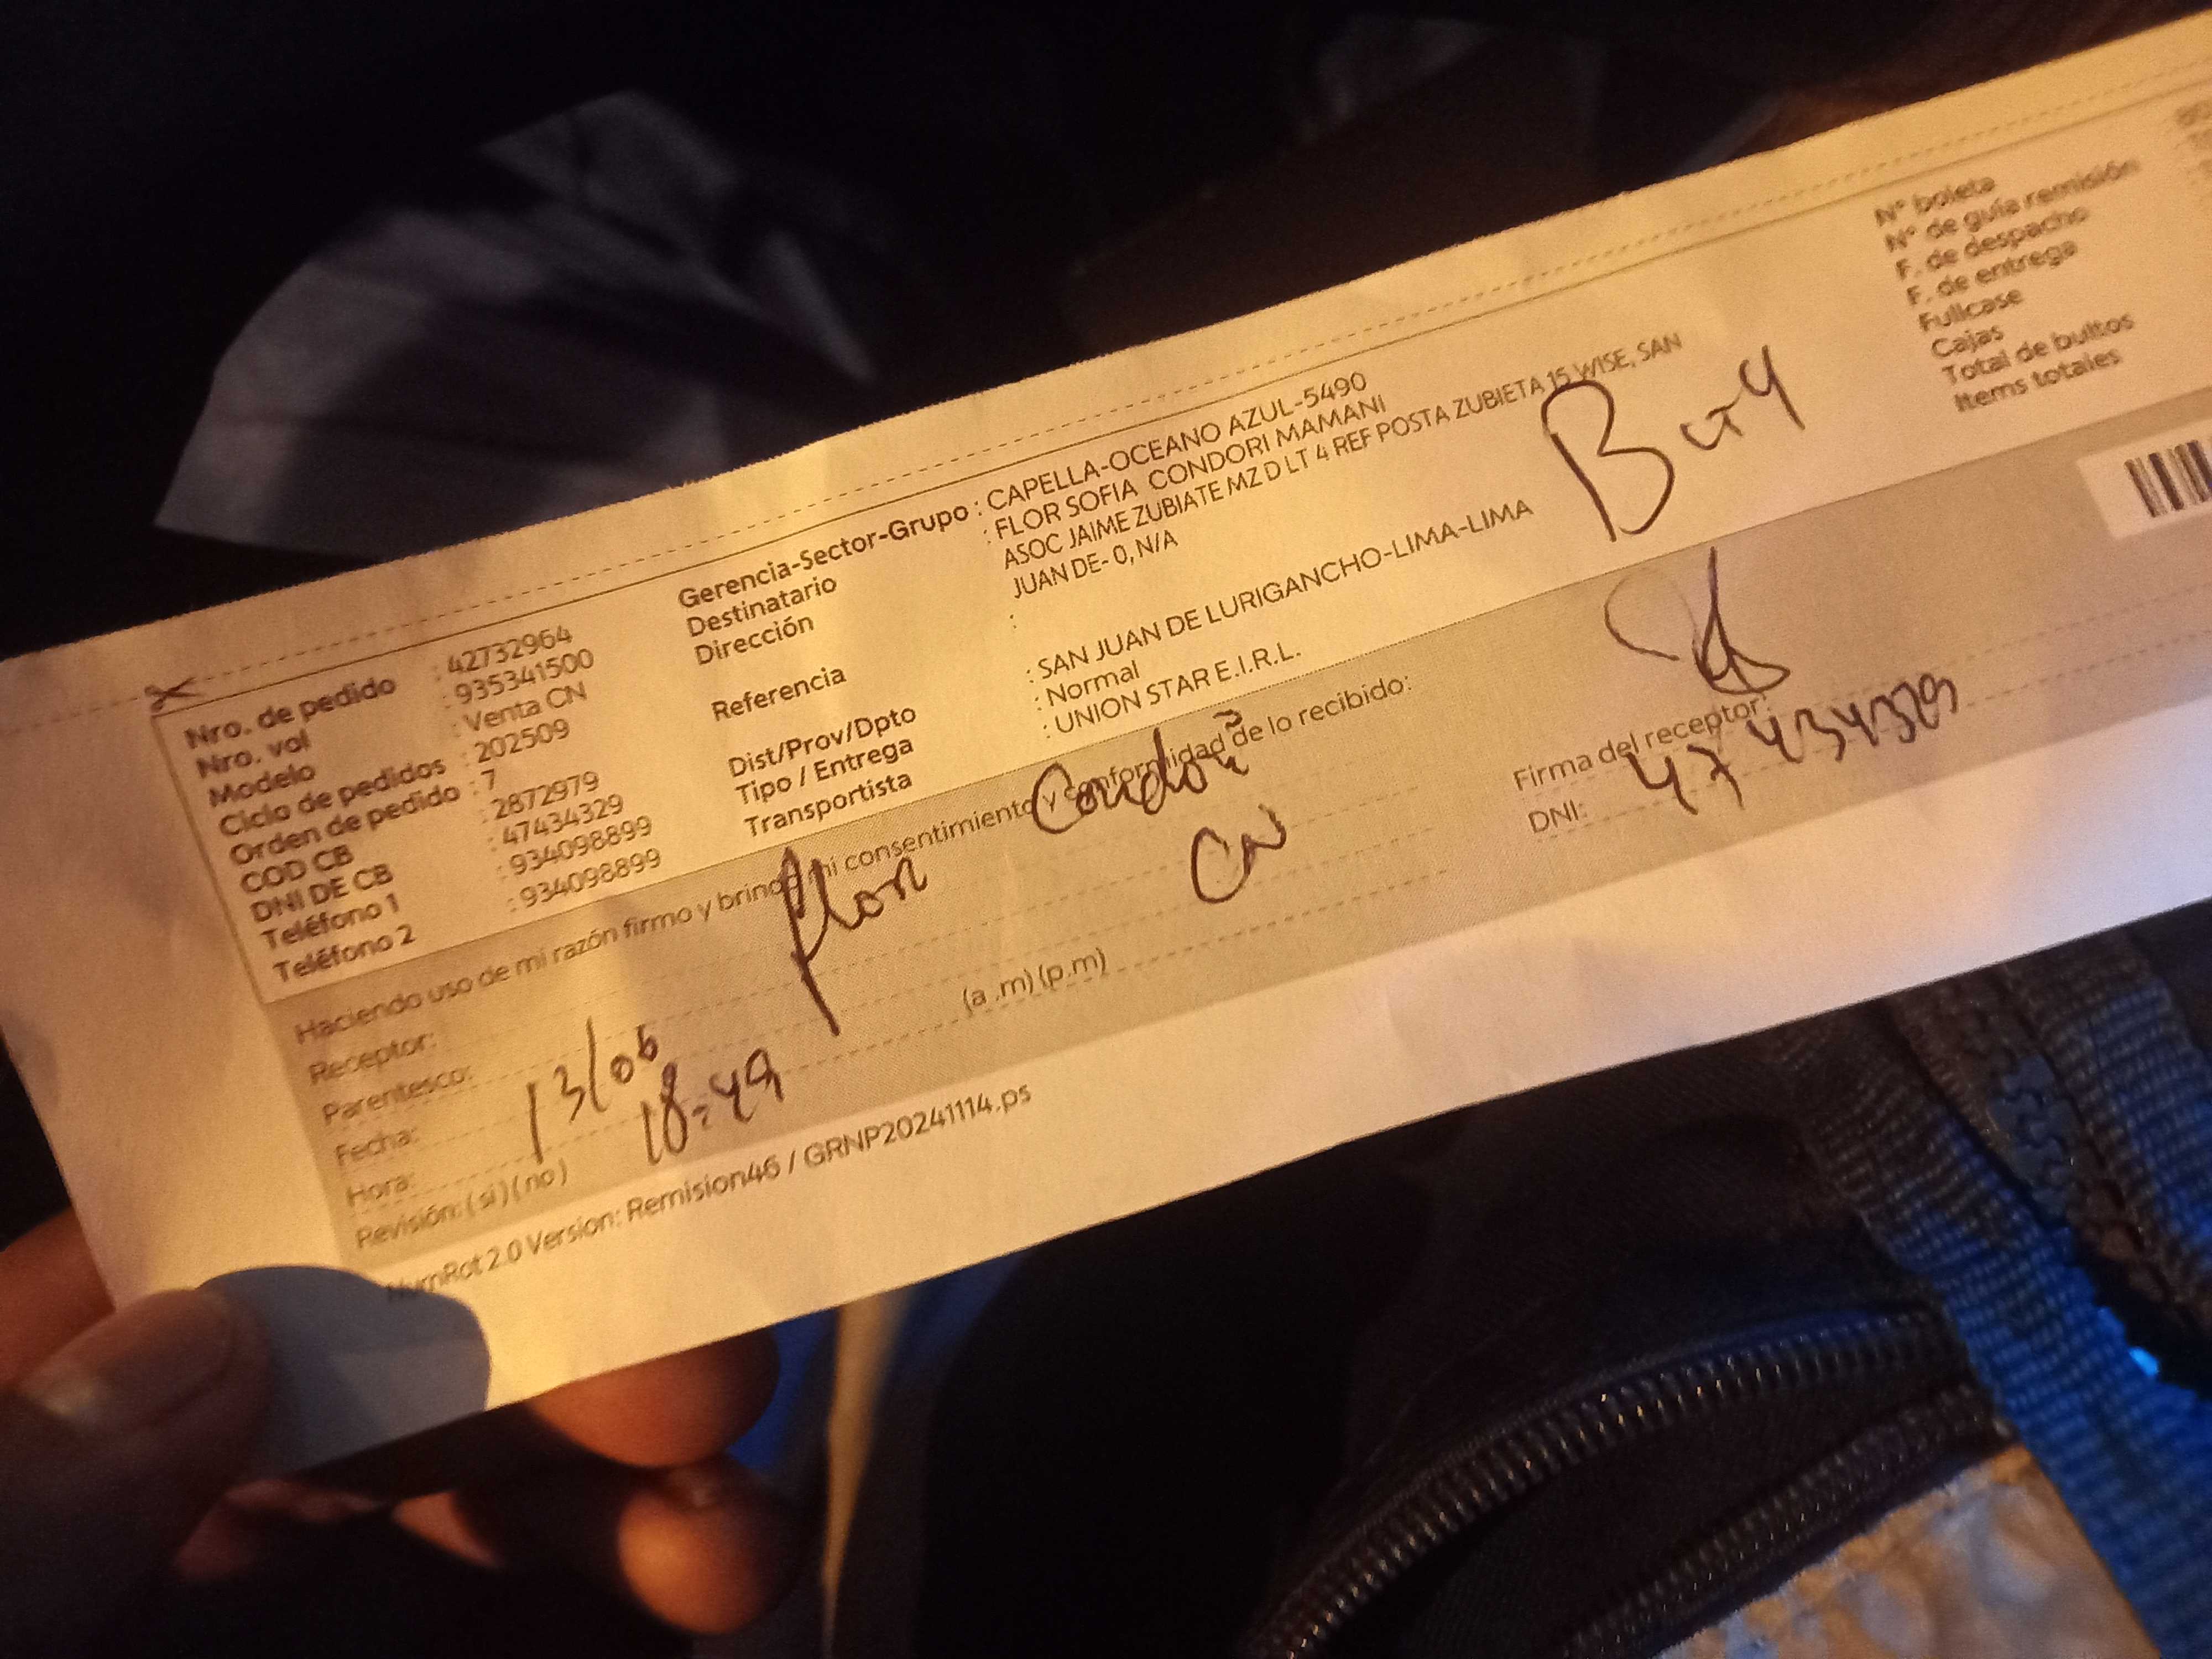 Nro. de pedido : 42732964
Nro. vol : 935341500
Modelo : Venta CN
Ciclo de pedidos : 202509
Orden de pedido : 7
COD CB : 2872979
DNI DE CB : 47434329
Teléfono 1 : 934098899
Teléfono 2 : 934098899
Gerencia-Sector-Grupo : CAPELLA-OCEANO AZUL-5490
Destinatario : FLOR SOFIA CONDORI MAMANI
Dirección : ASOC JAIME ZUBIATE MZ D LT 4 REF POSTA ZUBIETA 15 WISE, SAN
JUAN DE- 0, N/A
Referencia :
Dist/Prov/Dpto : SAN JUAN DE LURIGANCHO-LIMA-LIMA
Tipo / Entrega : Normal
Transportista : UNION STAR E.I.R.L.
N° boleta
N° de guía remisión
F. de despacho
F. de entrega
Fullcase
Cajas
Total de bultos
Items totales
Haciendo uso de mi razón firmo y brindo mi consentimiento y conformidad de lo recibido:
Receptor: Flor Condori
Parentesco: CN
Fecha: 13/06
Hora: 18:49 (a .m) (p.m)
Revisión: ( si ) ( no )
Firma del receptor:
DNI:
NumRot 2.0 Version: Remision46 / GRNP20241114.ps